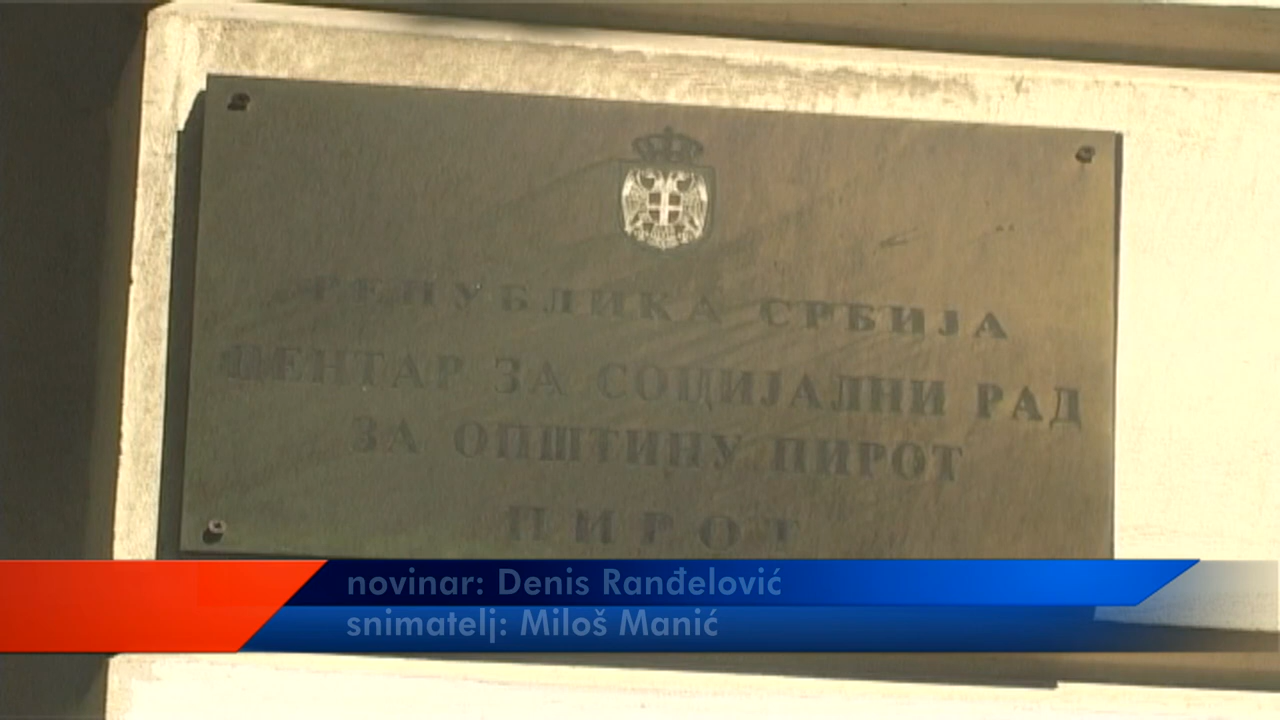 РЕПУБЛИКА СРБИЈА
ЦЕНТАР ЗА СОЦИЈАЛНИ РАД
ЗА ОПШТИНУ ПИРОТ
ПИРОТ
novinar: Denis Ranđelović
snimatelj: Miloš Manić